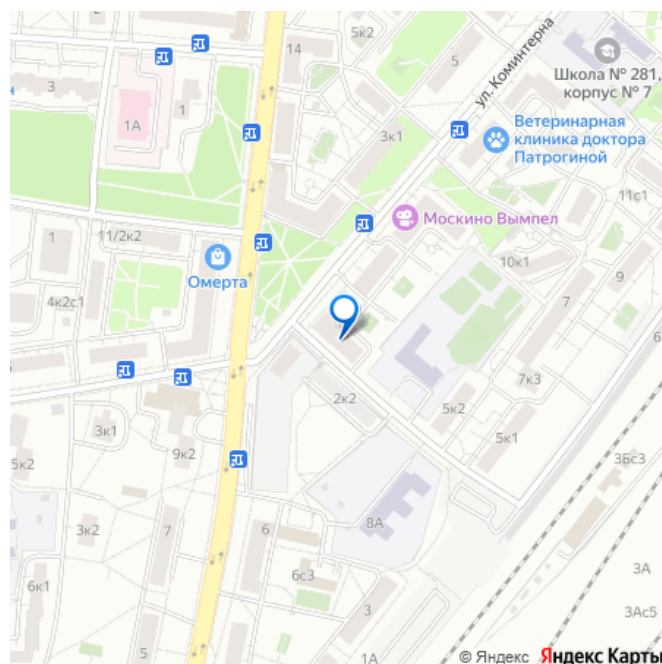 14
5
ул. Коминтерна
Школа № 281,
корпус № 7
3
1
1А
3к1
Ветеринарная
клиника доктора
Патрогиной
11с1
Москино Вымпел
1
11/2к2
Омерта
10к1
9
4к2с1
7
6
7к3
2к2
5к2
5к1
3к1
9к2
5к2
3Бс3
3к2
7
6
8А
6с3
3А
6к1
3
3Ас5
5
1А
© Яндекс Яндекс Карты